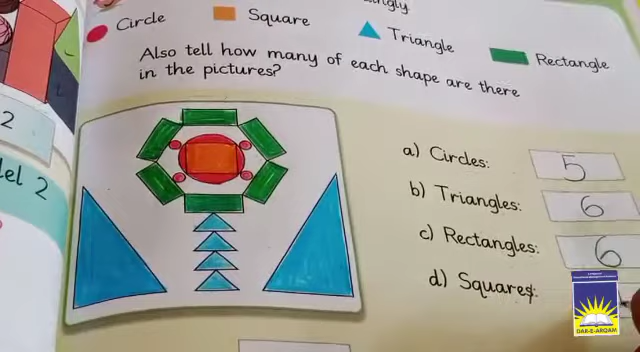 Circle Square Triangle Rectangle
Also tell how many of each shape are there
in the pictures?
2
a) Circles: 5
b) Triangles: 6
c) Rectangles: 6
d) Squares:
DAR-E-ARQAM